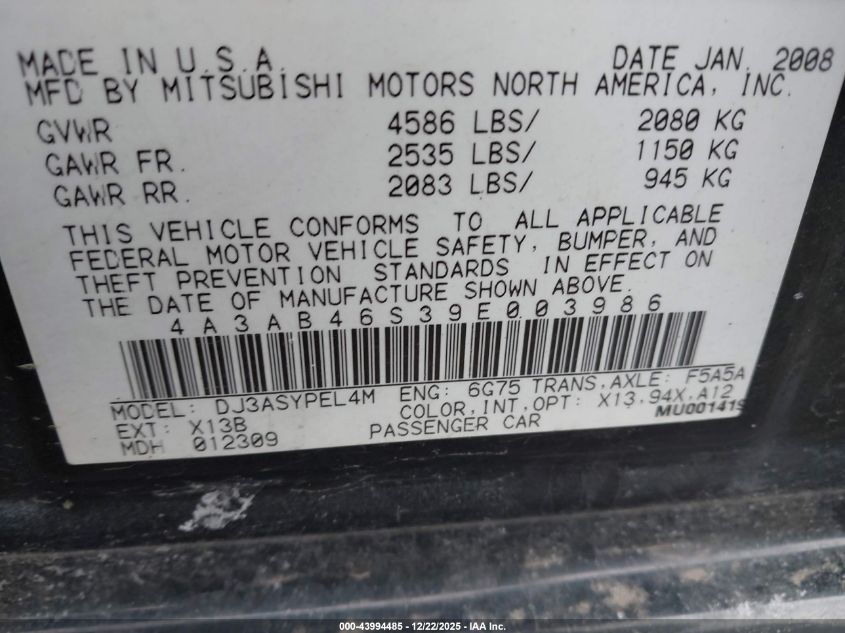 MADE IN U.S.A. DATE JAN. 2008
MFD BY MITSUBISHI MOTORS NORTH AMERICA, INC.
GVWR 4586 LBS/ 2080 KG
GAWR FR. 2535 LBS/ 1150 KG
GAWR RR. 2083 LBS/ 945 KG
THIS VEHICLE CONFORMS TO ALL APPLICABLE
FEDERAL MOTOR VEHICLE SAFETY, BUMPER, AND
THEFT PREVENTION STANDARDS IN EFFECT ON
THE DATE OF MANUFACTURE SHOWN ABOVE.
4A3AB46S39E003986
MODEL: DJ3ASYPEL4M ENG: 6G75 TRANS,AXLE: F5A5A
EXT: X13B COLOR,INT,OPT: X13,94X,A12
MDH 012309 PASSENGER CAR MU001419
000-43994485 - 12/22/2025 - IAA Inc.